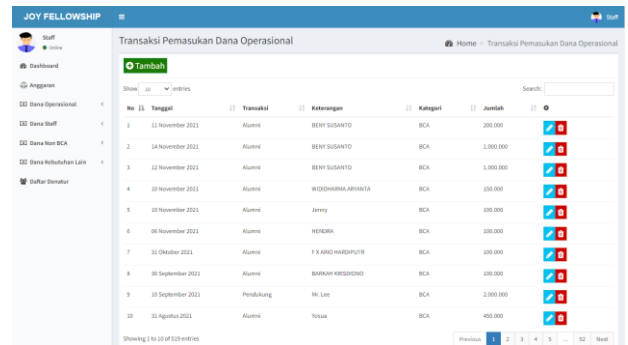 JOY FELLOWSHIP
Staff
Staff
Online
Transaksi Pemasukan Dana Operasional
Home > Transaksi Pemasukan Dana Operasional
Dashboard
Anggaran
Dana Operasional
Dana Staff
Dana Non BCA
Dana Kebutuhan Lain
Daftar Donatur
Tambah
Show 10 entries
Search:
No Tanggal Transaksi Keterangan Kategori Jumlah
1 11 November 2021 Alumni BENY SUSANTO BCA 200.000
2 14 November 2021 Alumni BENY SUSANTO BCA 1.000.000
3 12 November 2021 Alumni BENY SUSANTO BCA 1.000.000
4 10 November 2021 Alumni WIDIDHARMA ARYANTA BCA 150.000
5 10 November 2021 Alumni Jenny BCA 100.000
6 06 November 2021 Alumni HENDRA BCA 100.000
7 31 Oktober 2021 Alumni F X ARIO HARDIPUTR BCA 100.000
8 30 September 2021 Alumni BARKAH KRISDIONO BCA 100.000
9 10 September 2021 Pendukung Mr. Lee BCA 2.000.000
10 31 Agustus 2021 Alumni Yosua BCA 450.000
Showing 1 to 10 of 519 entries
Previous 1 2 3 4 5 ... 52 Next